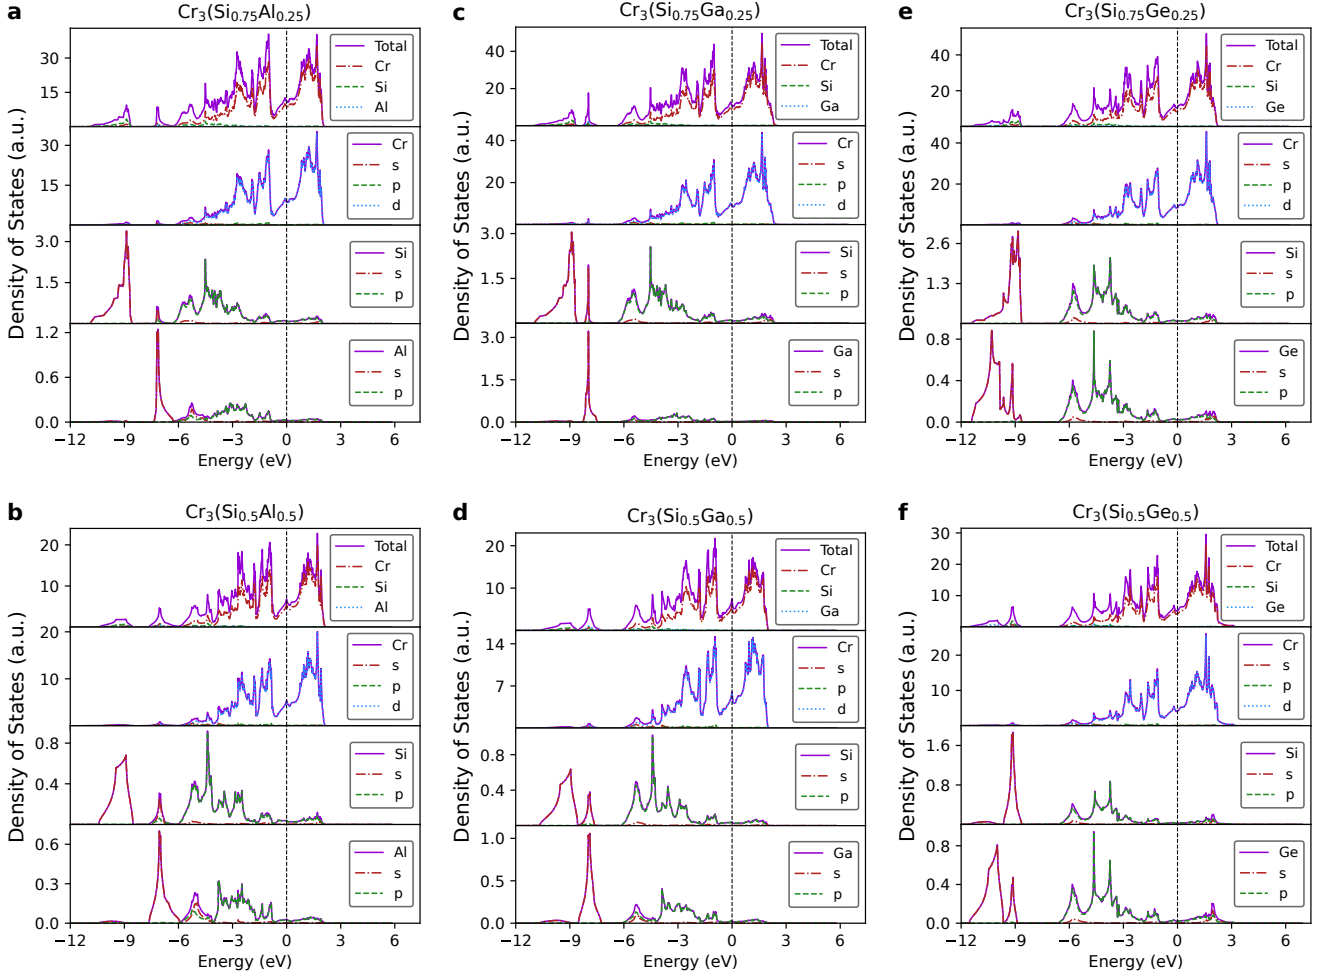 a
Cr₃(Si₀.₇₅Al₀.₂₅)
Density of States (a.u.)
30
15
Total
Cr
Si
Al
30
15
Cr
s
p
d
3.0
1.5
Si
s
p
1.2
0.6
0.0
Al
s
p
−12 −9 −6 −3 0 3 6
Energy (eV)
c
Cr₃(Si₀.₇₅Ga₀.₂₅)
Density of States (a.u.)
40
20
Total
Cr
Si
Ga
40
20
Cr
s
p
d
3.0
1.5
Si
s
p
3.0
1.5
0.0
Ga
s
p
−12 −9 −6 −3 0 3 6
Energy (eV)
e
Cr₃(Si₀.₇₅Ge₀.₂₅)
Density of States (a.u.)
40
20
Total
Cr
Si
Ge
40
20
Cr
s
p
d
2.6
1.3
Si
s
p
0.8
0.4
0.0
Ge
s
p
−12 −9 −6 −3 0 3 6
Energy (eV)
b
Cr₃(Si₀.₅Al₀.₅)
Density of States (a.u.)
20
10
Total
Cr
Si
Al
20
10
Cr
s
p
d
0.8
0.4
Si
s
p
0.6
0.3
0.0
Al
s
p
−12 −9 −6 −3 0 3 6
Energy (eV)
d
Cr₃(Si₀.₅Ga₀.₅)
Density of States (a.u.)
20
10
Total
Cr
Si
Ga
14
7
Cr
s
p
d
0.8
0.4
Si
s
p
1.0
0.5
0.0
Ga
s
p
−12 −9 −6 −3 0 3 6
Energy (eV)
f
Cr₃(Si₀.₅Ge₀.₅)
Density of States (a.u.)
30
20
10
Total
Cr
Si
Ge
20
10
Cr
s
p
d
1.6
0.8
Si
s
p
0.8
0.4
0.0
Ge
s
p
−12 −9 −6 −3 0 3 6
Energy (eV)